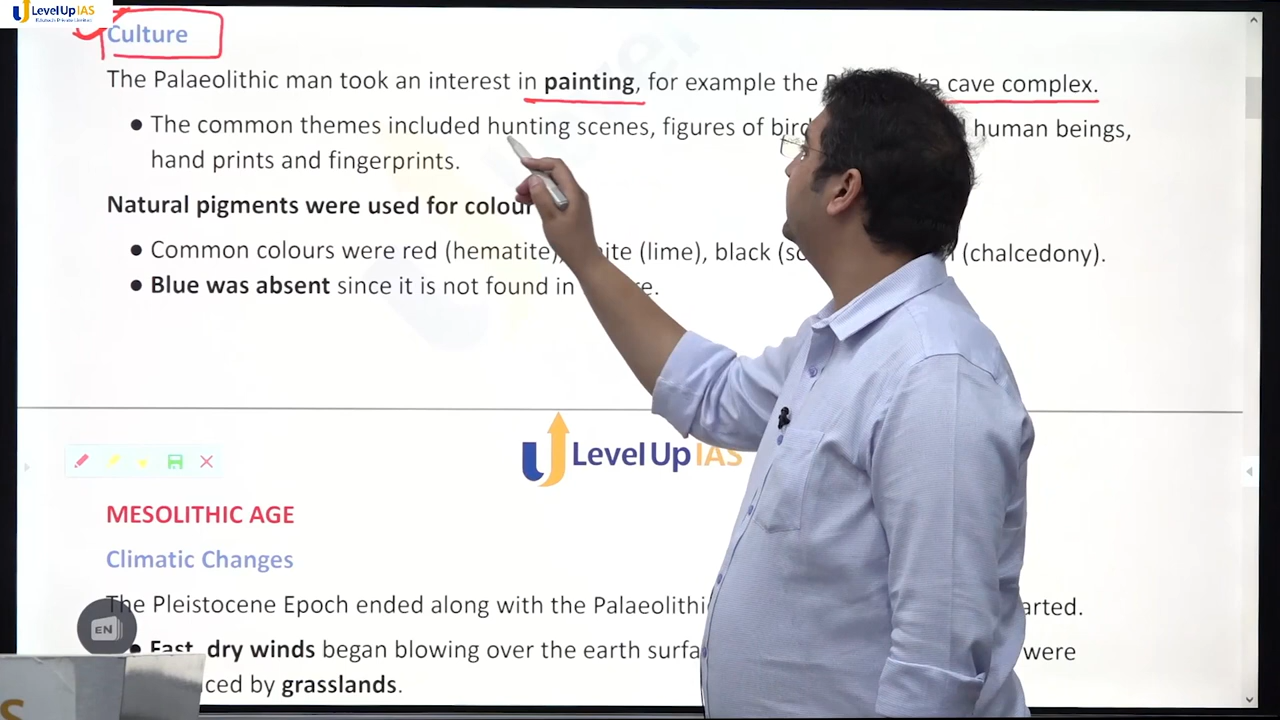 LevelUp IAS
Culture
The Palaeolithic man took an interest in painting, for example the cave complex.
• The common themes included hunting scenes, figures of human beings,
hand prints and fingerprints.
Natural pigments were used for colour
• Common colours were red (hematite), (lime), black (chalcedony).
• Blue was absent since it is not found in
LevelUp IAS
MESOLITHIC AGE
Climatic Changes
The Pleistocene Epoch ended along with the
EN
• Fast, dry winds began blowing over the earth were
by grasslands.